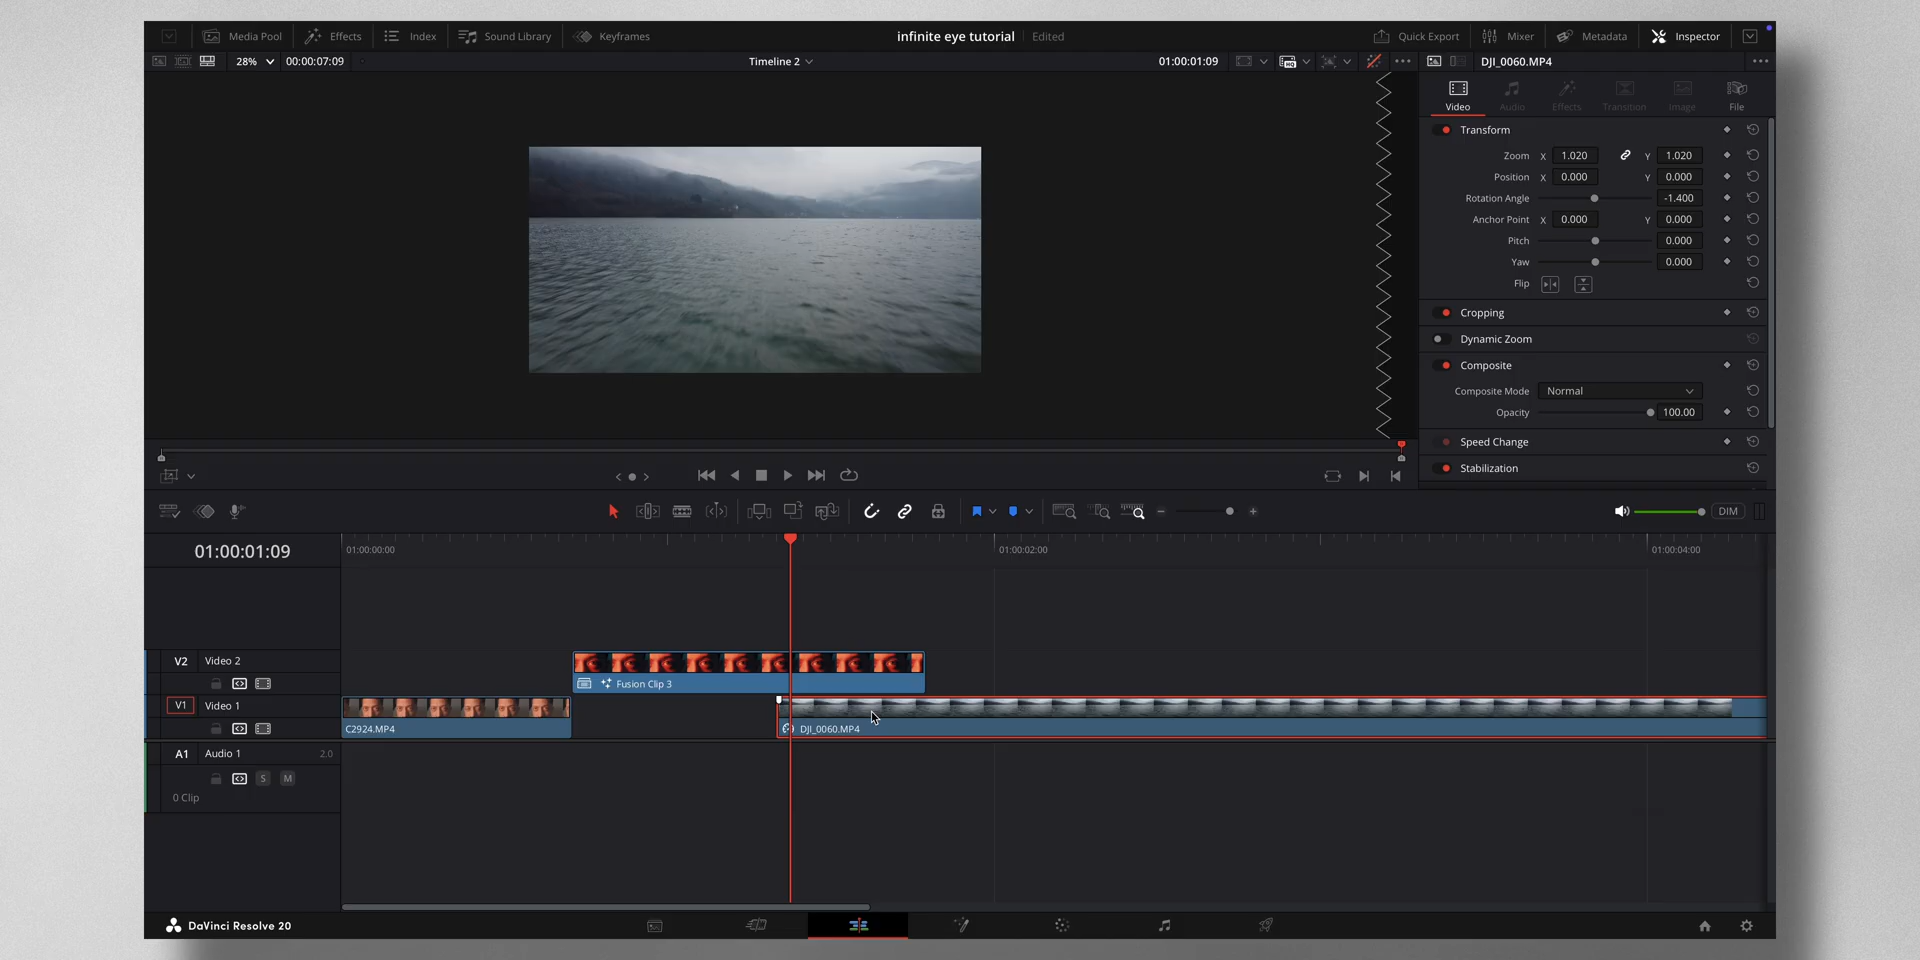 Media Pool Effects Index Sound Library Keyframes infinite eye tutorial Edited Quick Export Mixer Metadata Inspector
28% 00:00:07:09 Timeline 2 01:00:01:09 DJI_0060.MP4
Video Audio Effects Transition Image File
Transform
Zoom X 1.020 Y 1.020
Position X 0.000 Y 0.000
Rotation Angle -1.400
Anchor Point X 0.000 Y 0.000
Pitch 0.000
Yaw 0.000
Flip
Cropping
Dynamic Zoom
Composite
Composite Mode Normal
Opacity 100.00
Speed Change
Stabilization
DIM
01:00:01:09 01:00:00:00 01:00:02:00 01:00:04:00
V2 Video 2
Fusion Clip 3
V1 Video 1
C2924.MP4 DJI_0060.MP4
A1 Audio 1 2.0
S M
0 Clip
DaVinci Resolve 20